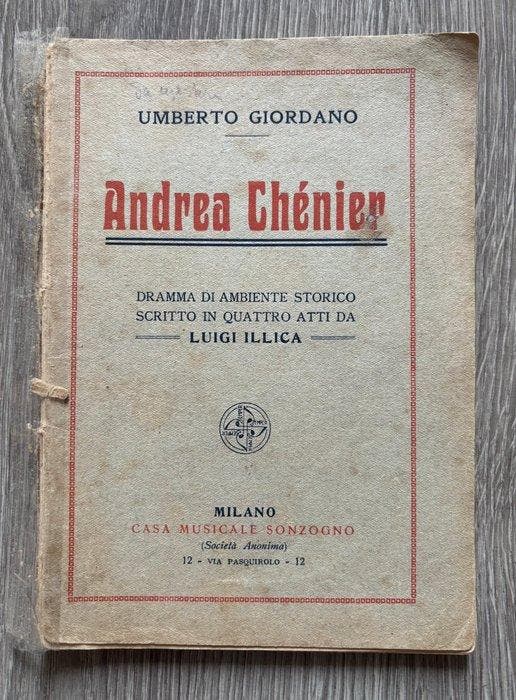 UMBERTO GIORDANO
Andrea Chénier
DRAMMA DI AMBIENTE STORICO
SCRITTO IN QUATTRO ATTI DA
LUIGI ILLICA
MILANO
CASA MUSICALE SONZOGNO
(Società Anonima)
12 - VIA PASQUIROLO - 12